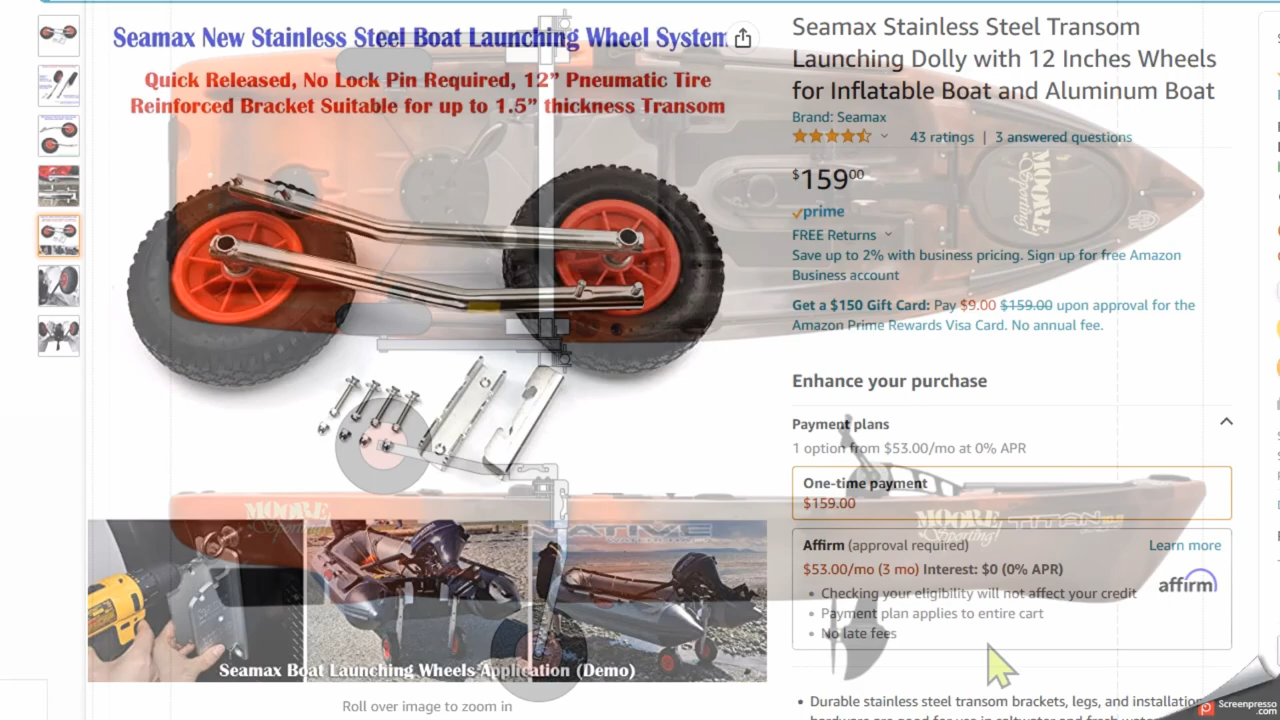 Seamax New Stainless Steel Boat Launching Wheel System
Quick Released, No Lock Pin Required, 12” Pneumatic Tire
Reinforced Bracket Suitable for up to 1.5” thickness Transom
Seamax Boat Launching Wheels Application (Demo)
Roll over image to zoom in
Seamax Stainless Steel Transom
Launching Dolly with 12 Inches Wheels
for Inflatable Boat and Aluminum Boat
Brand: Seamax
43 ratings | 3 answered questions
$159.00
prime
FREE Returns
Save up to 2% with business pricing. Sign up for free Amazon
Business account
Get a $150 Gift Card: Pay $9.00 $159.00 upon approval for the
Amazon Prime Rewards Visa Card. No annual fee.
Enhance your purchase
Payment plans
1 option from $53.00/mo at 0% APR
One-time payment
$159.00
Affirm (approval required) Learn more
$53.00/mo (3 mo) Interest: $0 (0% APR)
affirm
• Checking your eligibility will not affect your credit
• Payment plan applies to entire cart
• No late fees
• Durable stainless steel transom brackets, legs, and installation
MOORE
Sporting!
MOORE
Sporting!
MOORE
Sporting!
TITAN
NATIVE
Screenpresso
.com